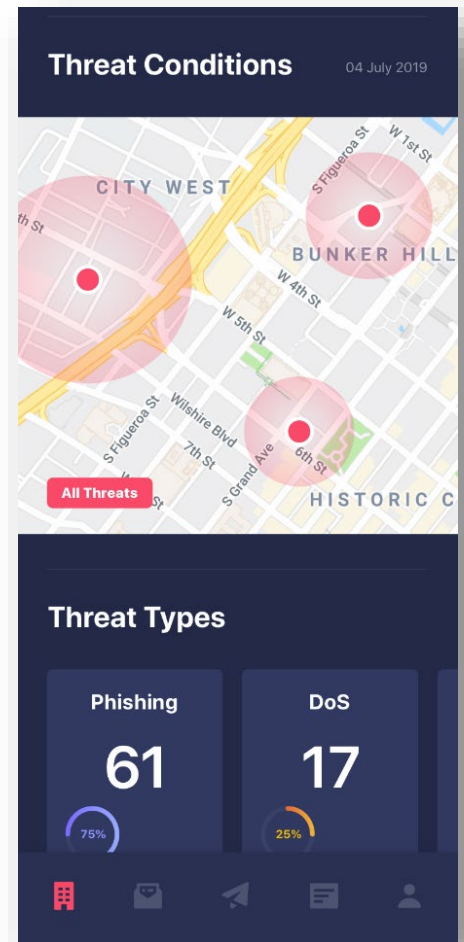 Threat Conditions
04 July 2019
CITY WEST
S Figueroa St
W 1st St
th St
BUNKER HILL
W 4th St
W 5th St
S Figueroa St
Wilshire Blvd
7th St
S Grand Ave
6th St
All Threats
St
HISTORIC C
Threat Types
Phishing
DoS
61
17
75%
25%